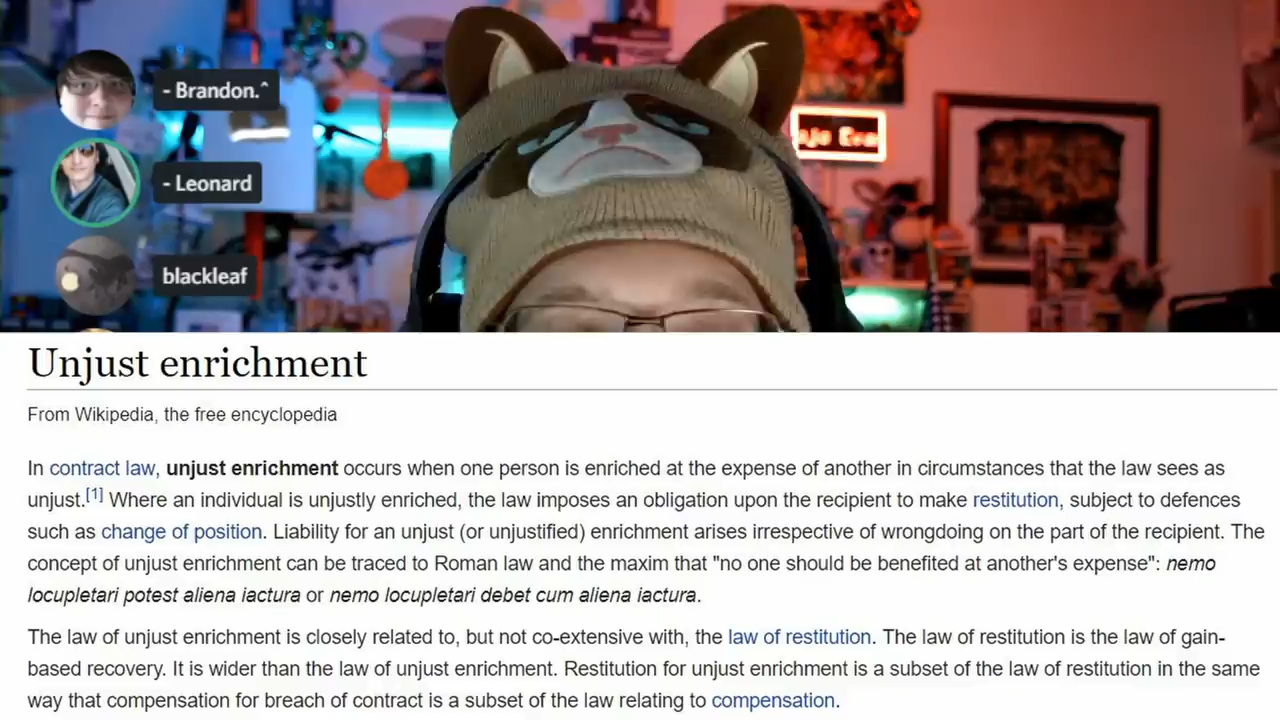 - Brandon.^
- Leonard
blackleaf
Unjust enrichment
From Wikipedia, the free encyclopedia
In contract law, unjust enrichment occurs when one person is enriched at the expense of another in circumstances that the law sees as
unjust.[1] Where an individual is unjustly enriched, the law imposes an obligation upon the recipient to make restitution, subject to defences
such as change of position. Liability for an unjust (or unjustified) enrichment arises irrespective of wrongdoing on the part of the recipient. The
concept of unjust enrichment can be traced to Roman law and the maxim that "no one should be benefited at another's expense": nemo
locupletari potest aliena iactura or nemo locupletari debet cum aliena iactura.
The law of unjust enrichment is closely related to, but not co-extensive with, the law of restitution. The law of restitution is the law of gain-
based recovery. It is wider than the law of unjust enrichment. Restitution for unjust enrichment is a subset of the law of restitution in the same
way that compensation for breach of contract is a subset of the law relating to compensation.